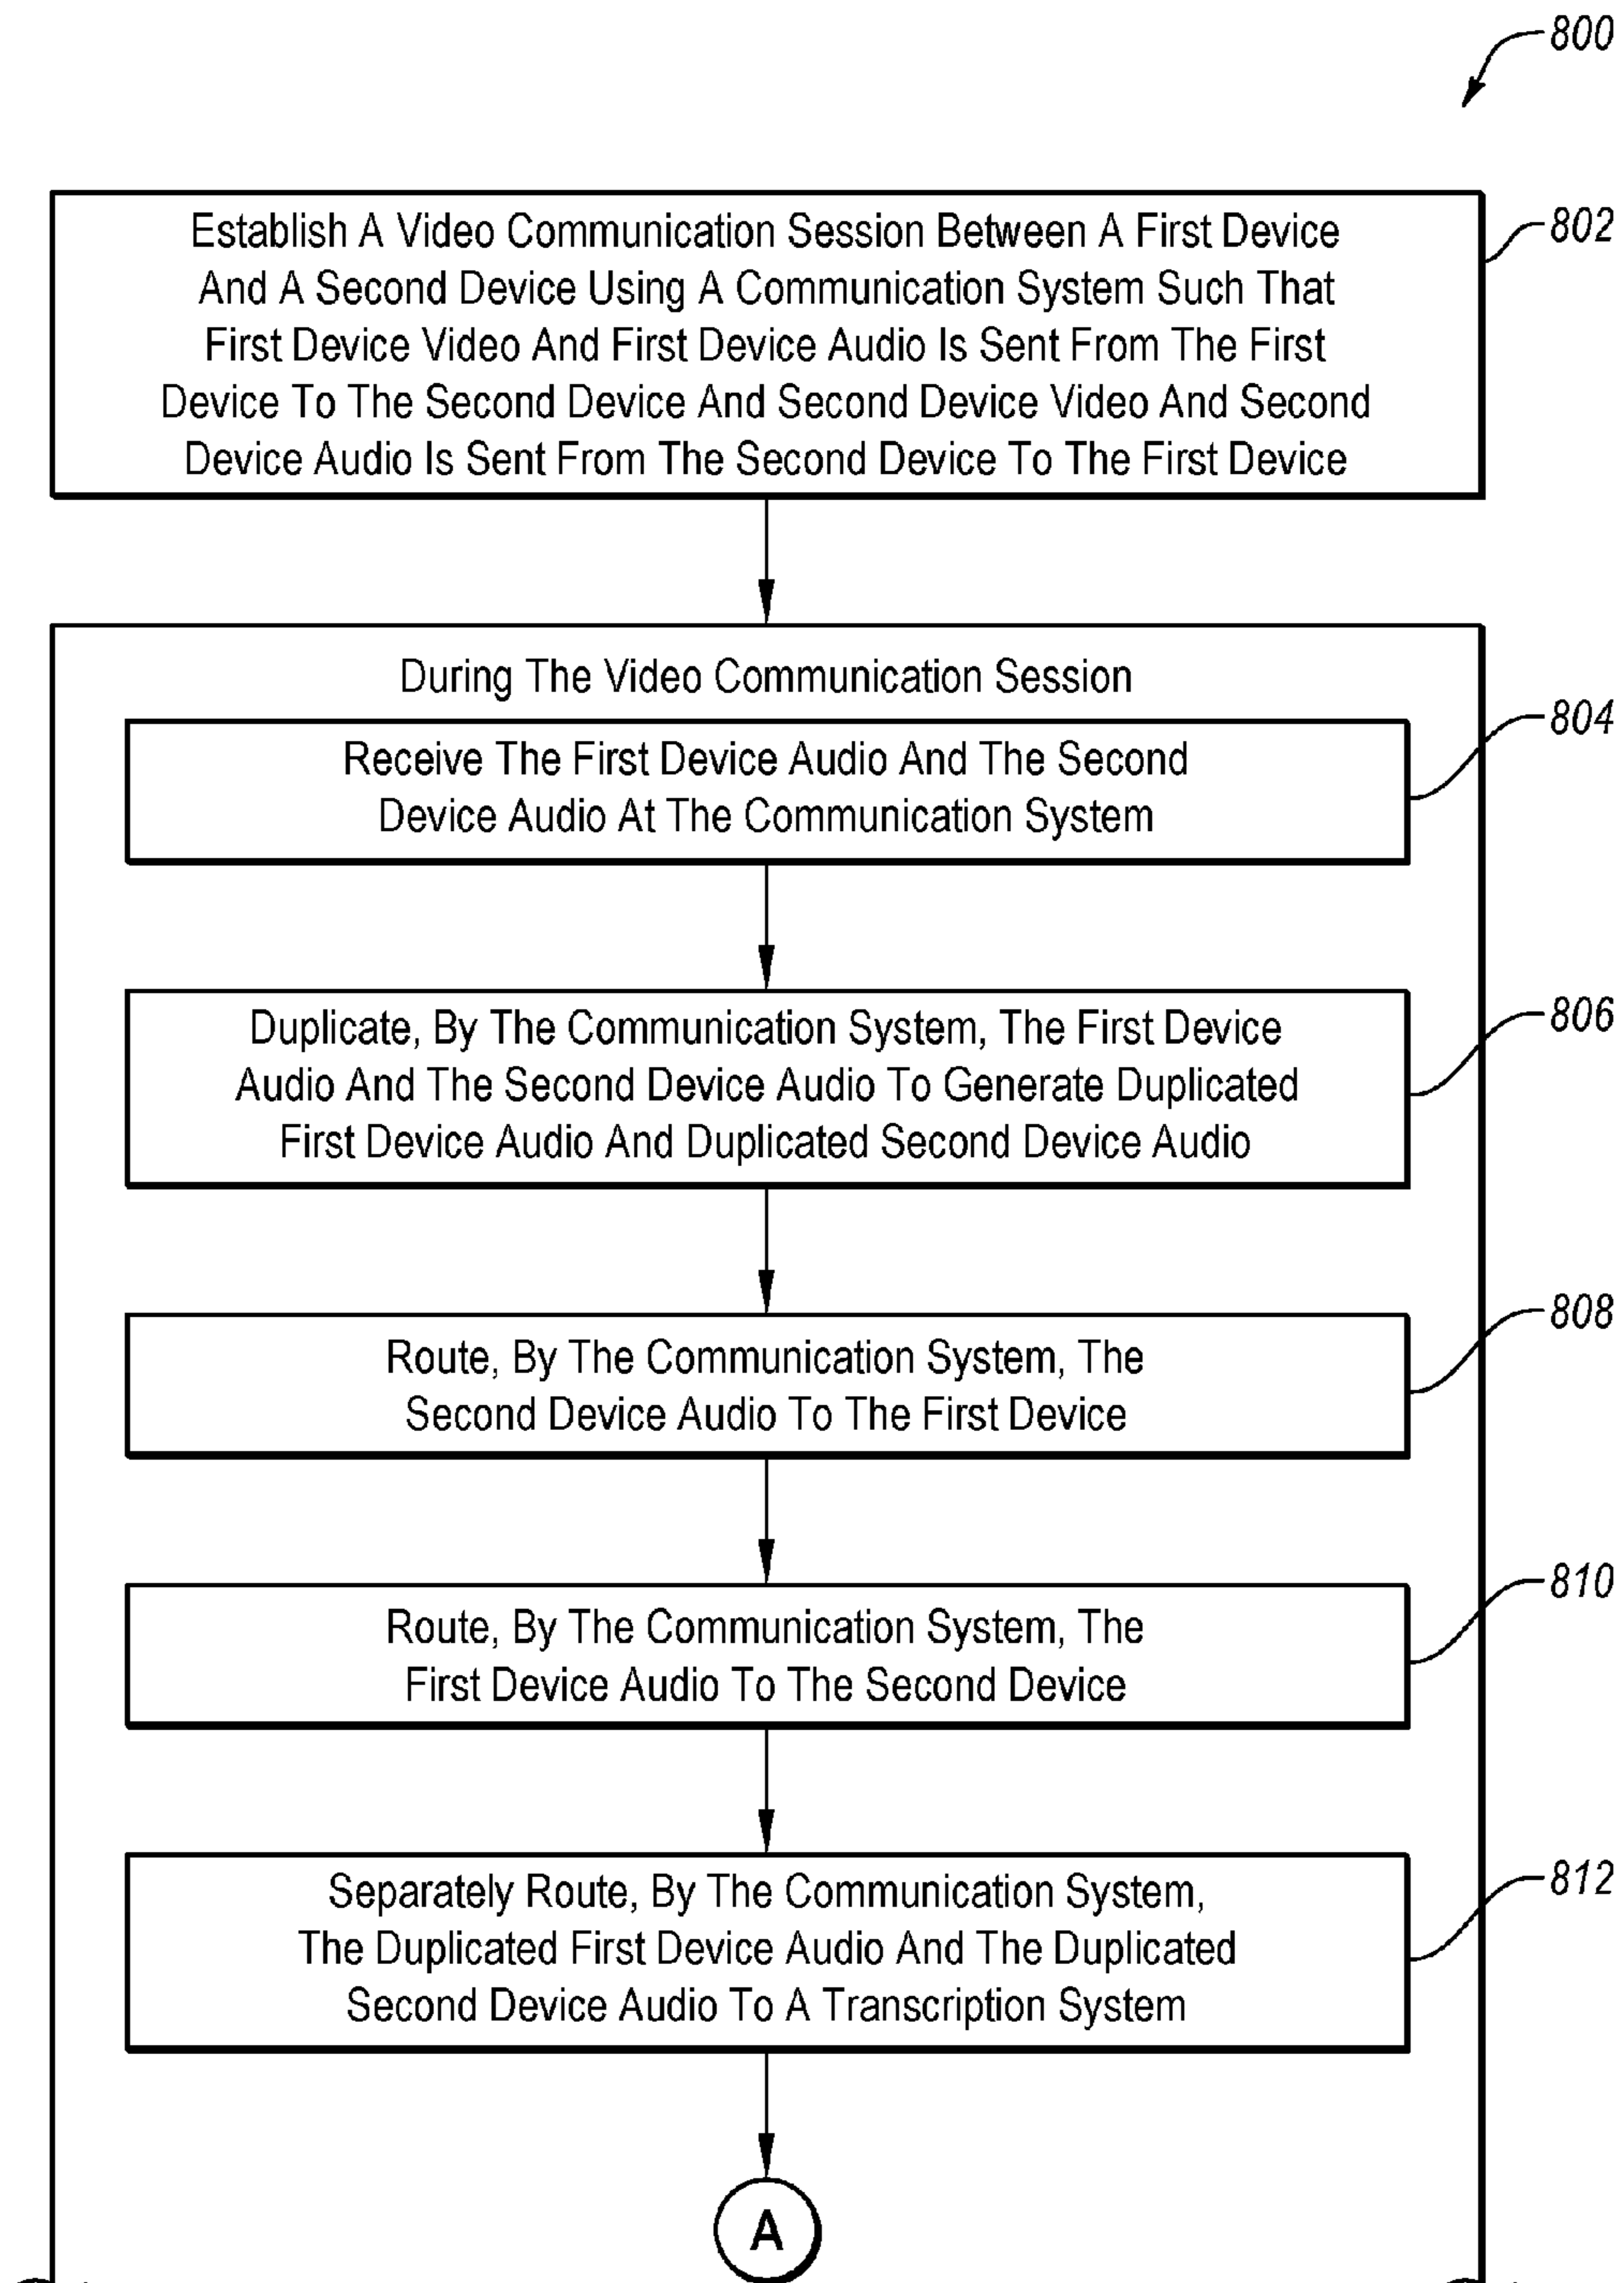 800
Establish A Video Communication Session Between A First Device
And A Second Device Using A Communication System Such That
First Device Video And First Device Audio Is Sent From The First
Device To The Second Device And Second Device Video And Second
Device Audio Is Sent From The Second Device To The First Device
802
During The Video Communication Session
Receive The First Device Audio And The Second
Device Audio At The Communication System
804
Duplicate, By The Communication System, The First Device
Audio And The Second Device Audio To Generate Duplicated
First Device Audio And Duplicated Second Device Audio
806
Route, By The Communication System, The
Second Device Audio To The First Device
808
Route, By The Communication System, The
First Device Audio To The Second Device
810
Separately Route, By The Communication System,
The Duplicated First Device Audio And The Duplicated
Second Device Audio To A Transcription System
812
A